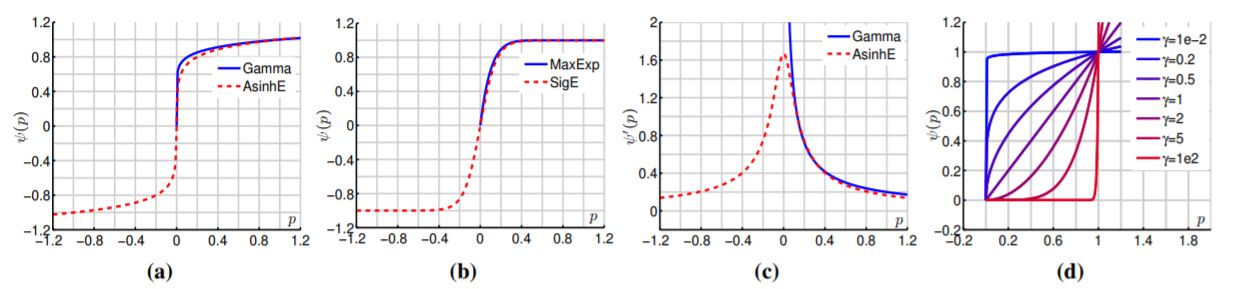 1.2
0.8
0.4
0
−0.4
−0.8
−1.2
ψ(p)
Gamma
AsinhE
p
−1.2 −0.8 −0.4 0 0.4 0.8 1.2
(a)
1.2
0.8
0.4
0
−0.4
−0.8
−1.2
ψ(p)
MaxExp
SigE
p
−1.2 −0.8 −0.4 0 0.4 0.8 1.2
(b)
2
1.6
1.2
0.8
0.4
0
ψ′(p)
Gamma
AsinhE
p
−1.2 −0.8 −0.4 0 0.4 0.8 1.2
(c)
1.2
1
0.8
0.6
0.4
0.2
0
−0.2
ψ(p)
γ=1e−2
γ=0.2
γ=0.5
γ=1
γ=2
γ=5
γ=1e2
p
−0.2 0.2 0.6 1 1.4 1.8
(d)